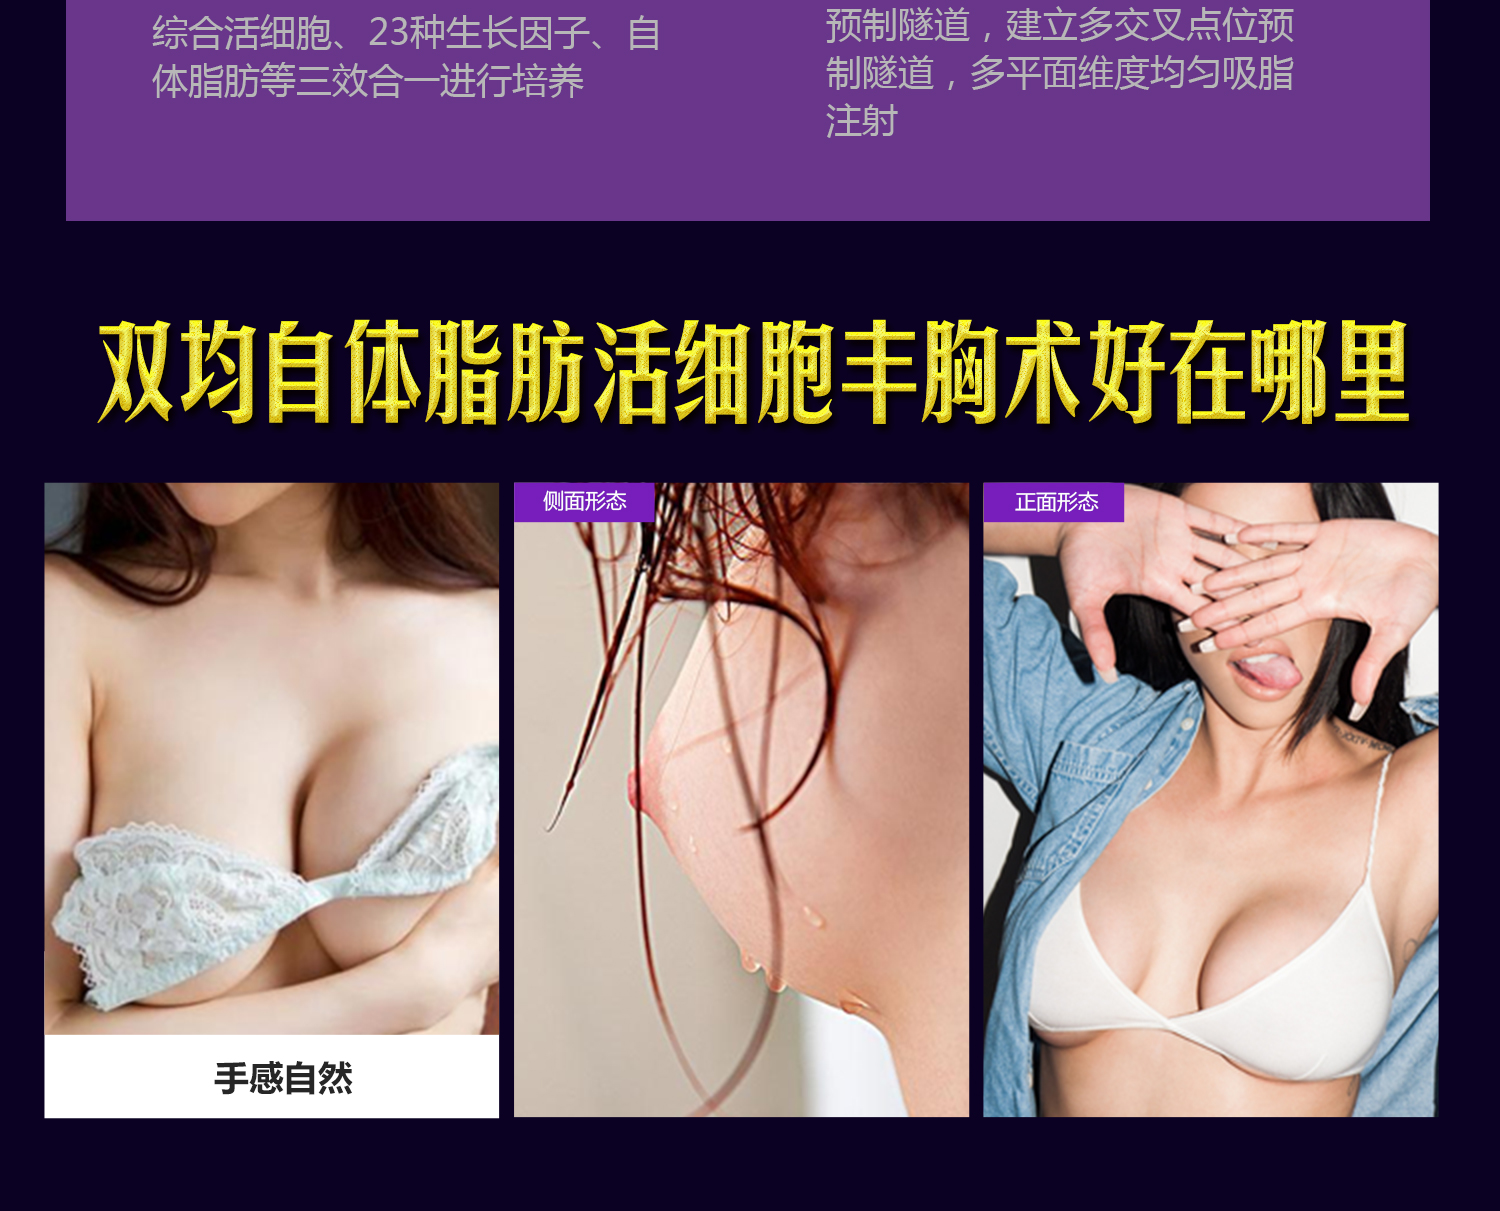 综合活细胞、23种生长因子、自
体脂肪等三效合一进行培养
预制隧道，建立多交叉点位预
制隧道，多平面维度均匀吸脂
注射
双均自体脂肪活细胞丰胸术好在哪里
侧面形态
正面形态
手感自然